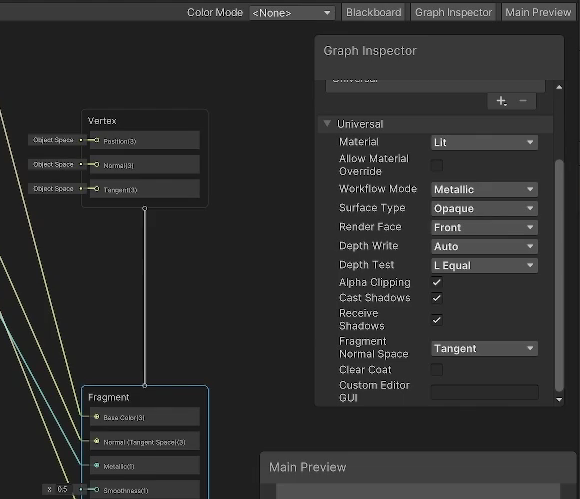 Color Mode <None> Blackboard Graph Inspector Main Preview
Graph Inspector
Universal
+ −
Universal
Material Lit
Allow Material
Override
Workflow Mode Metallic
Surface Type Opaque
Render Face Front
Depth Write Auto
Depth Test L Equal
Alpha Clipping
Cast Shadows
Receive
Shadows
Fragment
Normal Space Tangent
Clear Coat
Custom Editor
GUI
Vertex
Object Space Position(3)
Object Space Normal(3)
Object Space Tangent(3)
Fragment
Base Color(3)
Normal (Tangent Space)(3)
Metallic(1)
X 0.5 Smoothness(1)
Main Preview